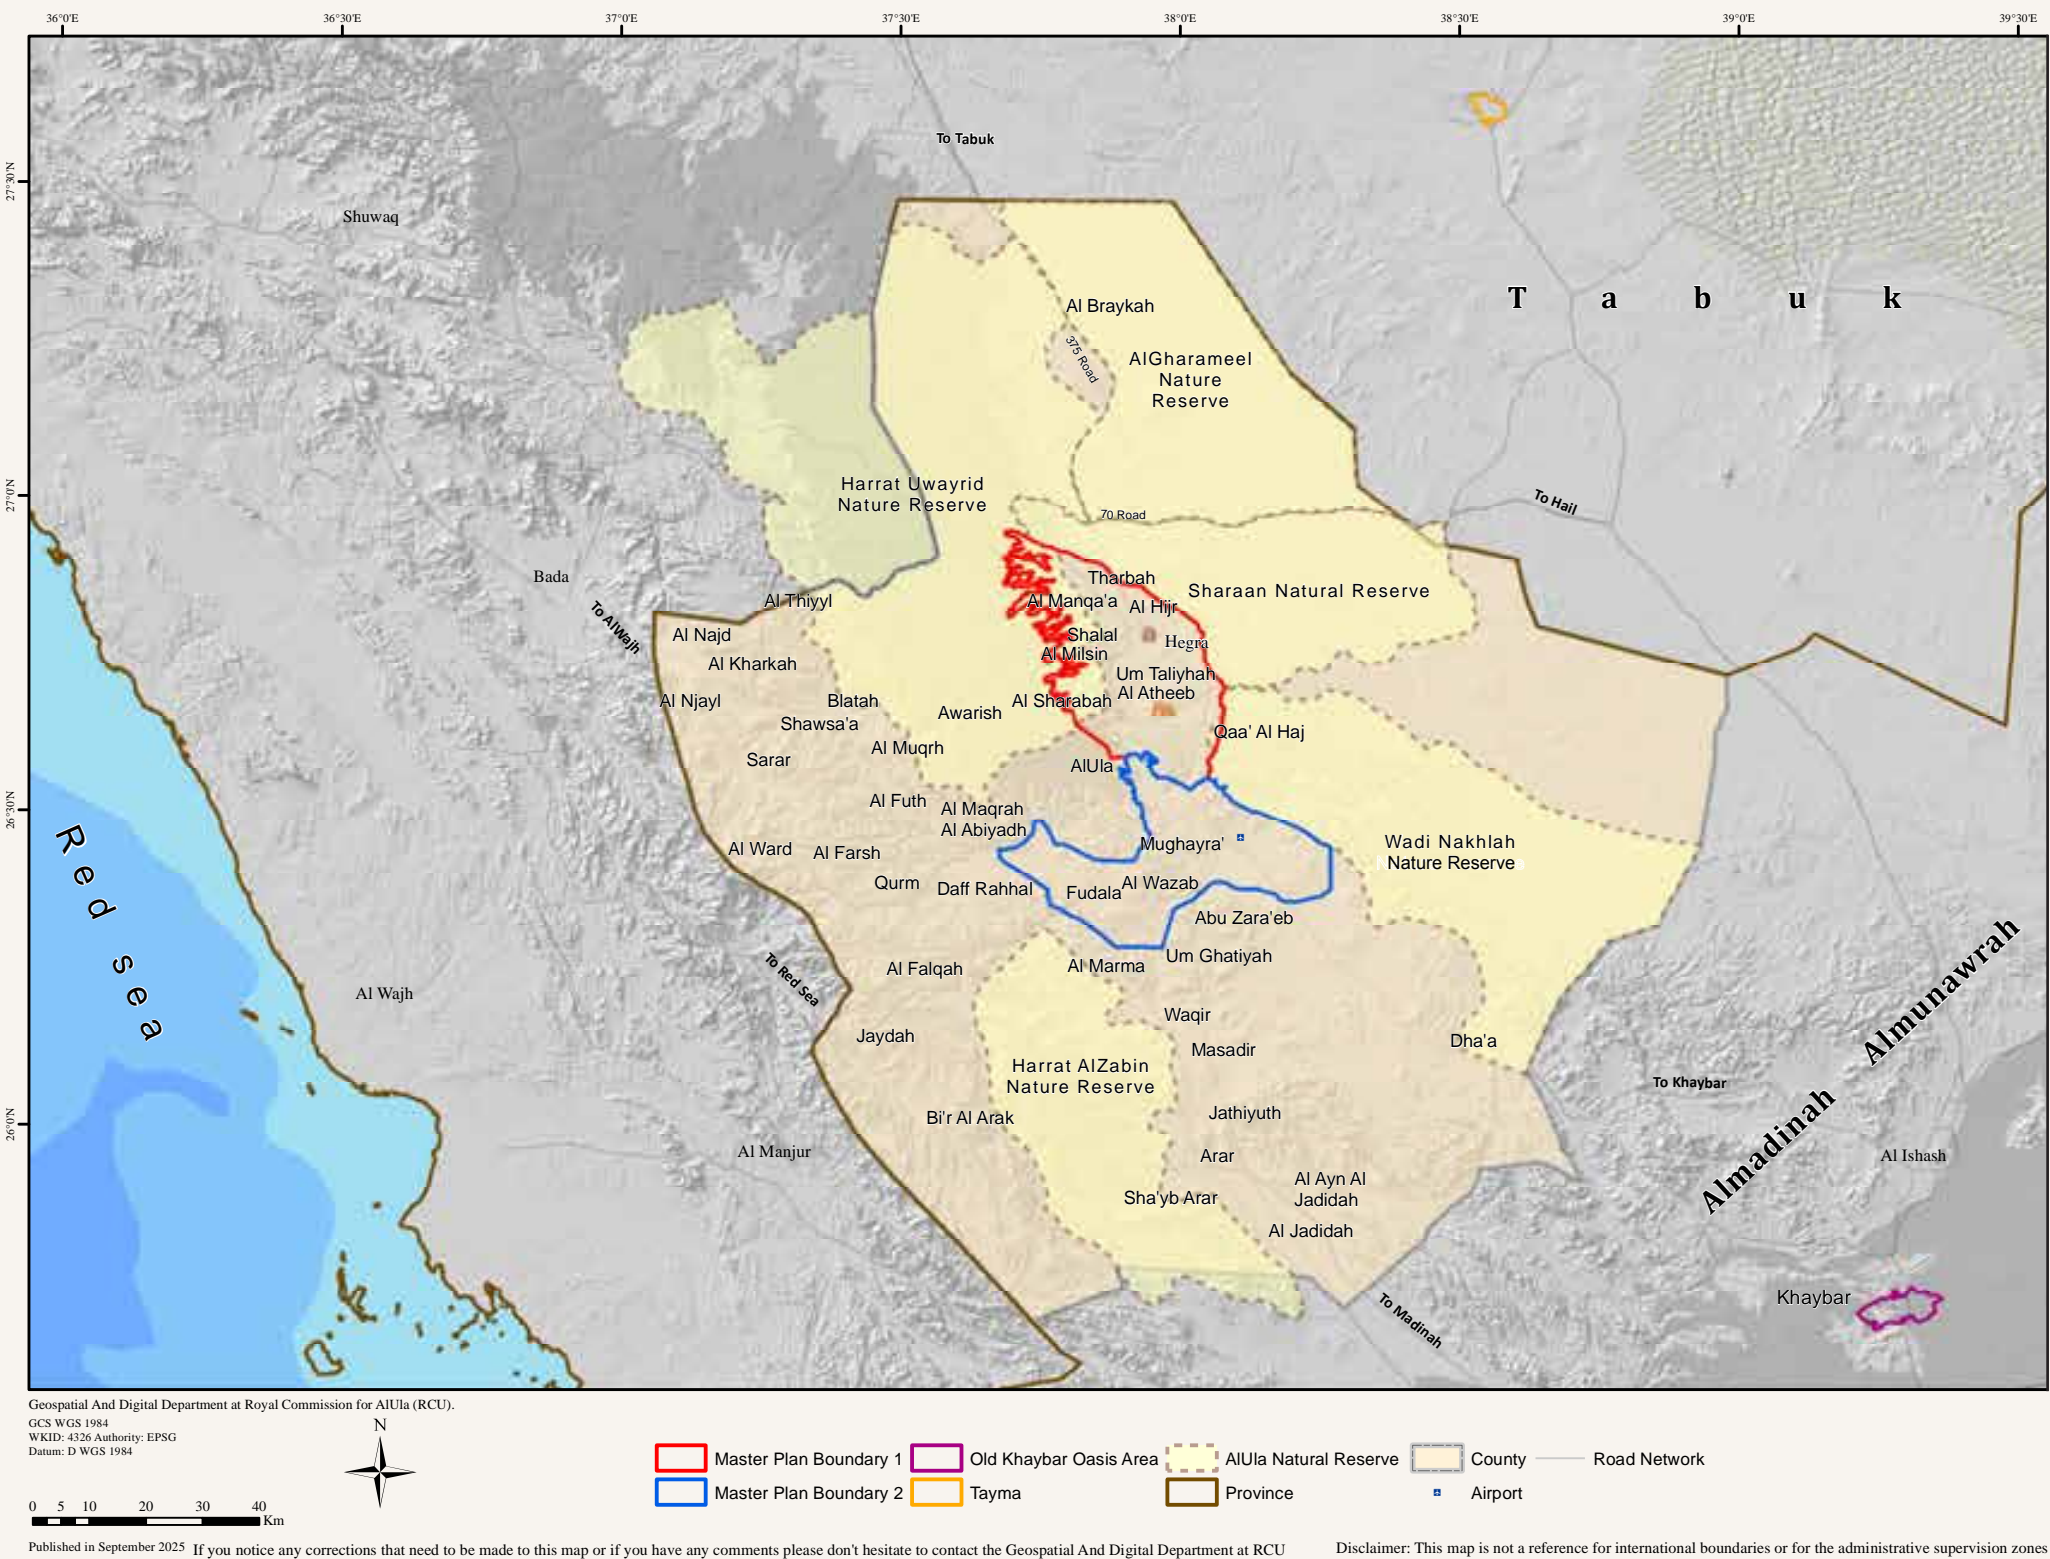 36°0'E 36°30'E 37°0'E 37°30'E 38°0'E 38°30'E 39°0'E 39°30'E
27°30'N
27°0'N
26°30'N
26°0'N
To Tabuk
Shuwaq
T a b u k
Al Braykah
375 Road
AlGharameel
Nature
Reserve
Harrat Uwayrid
Nature Reserve
70 Road
To Hail
Bada
Tharbah
Sharaan Natural Reserve
Al Thiyyl
Al Manqa'a
Al Hijr
To AlWajh
Al Najd
Shalal
Hegra
Al Kharkah
Al Milsin
Um Taliyhah
Al Njayl
Blatah
Al Sharabah
Al Atheeb
Shawsa'a
Awarish
Qaa' Al Haj
Al Muqrh
Sarar
AlUla
Al Futh
Al Maqrah
Al Abiyadh
Red sea
Al Ward
Al Farsh
Mughayra'
Wadi Nakhlah
Nature Reserve
Qurm
Daff Rahhal
Fudala
Al Wazab
Abu Zara'eb
To Red Sea
Al Falqah
Al Marma
Um Ghatiyah
Al Wajh
Waqir
Jaydah
Masadir
Dha'a
Almadinah Almunawrah
Harrat AlZabin
Nature Reserve
To Khaybar
Bi'r Al Arak
Jathiyuth
Al Manjur
Arar
Al Ishash
Al Ayn Al
Jadidah
Sha'yb Arar
Al Jadidah
To Madinah
Khaybar
Geospatial And Digital Department at Royal Commission for AlUla (RCU).
GCS WGS 1984
WKID: 4326 Authority: EPSG
Datum: D WGS 1984
N
0 5 10 20 30 40
Km
Master Plan Boundary 1
Old Khaybar Oasis Area
AlUla Natural Reserve
County
Road Network
Master Plan Boundary 2
Tayma
Province
Airport
Published in September 2025
If you notice any corrections that need to be made to this map or if you have any comments please don't hesitate to contact the Geospatial And Digital Department at RCU
Disclaimer: This map is not a reference for international boundaries or for the administrative supervision zones